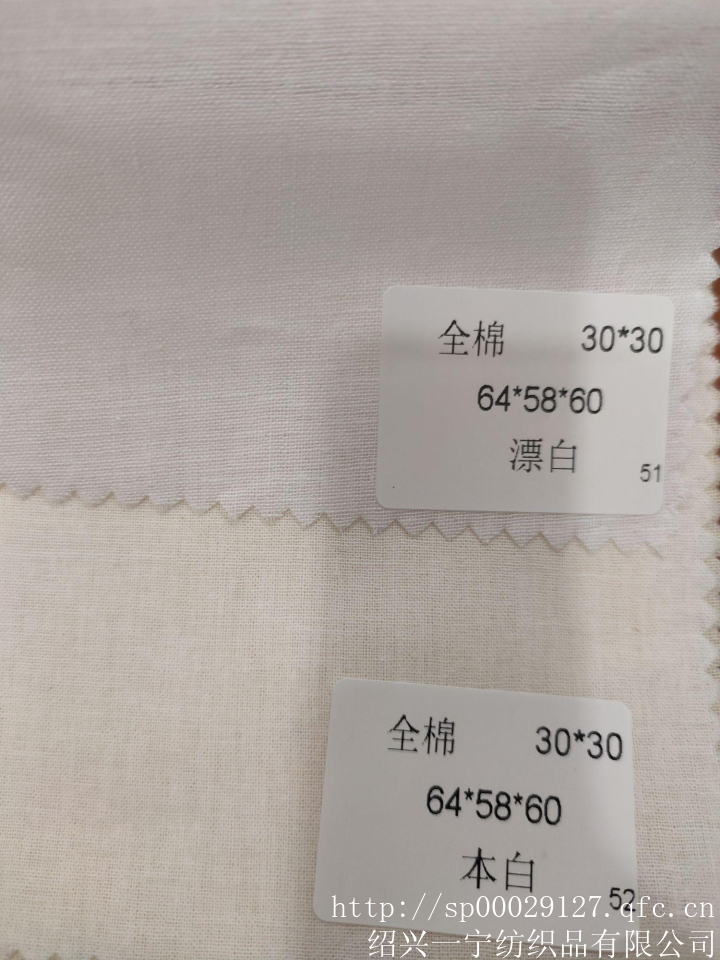 全棉 30*30
64*58*60
漂白
51
全棉 30*30
64*58*60
本白
52
http://sp00029127.qfc.cn
绍兴一宁纺织品有限公司